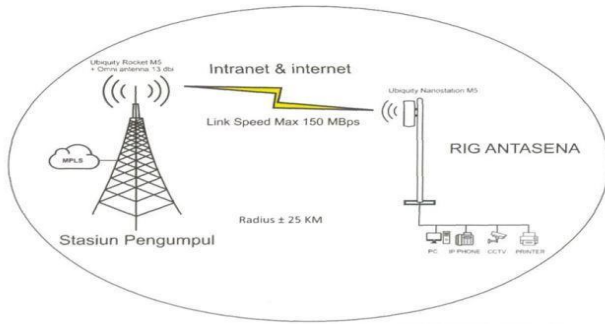 Ubiquity Rocket M5
+ Omni antenna 13 dbi
Intranet & internet
Ubiquity Nanostation M5
Link Speed Max 150 MBps
RIG ANTASENA
MPLS
Radius ± 25 KM
Stasiun Pengumpul
PC IP PHONE CCTV PRINTER